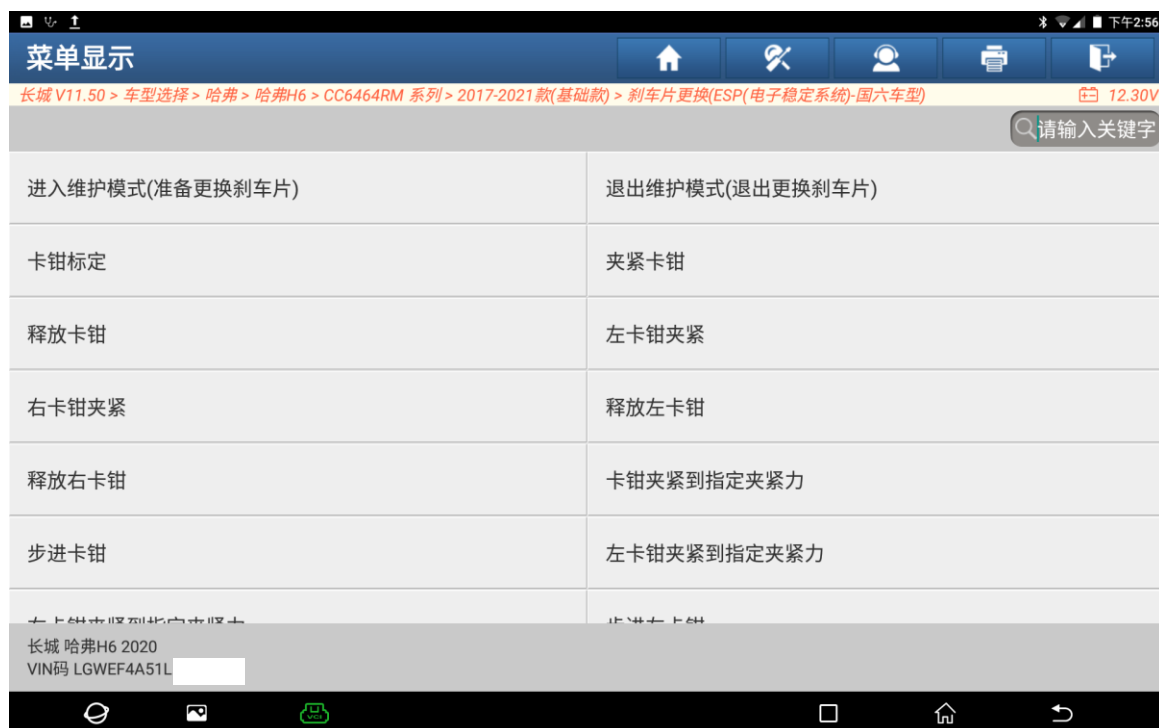 下午2:56
菜单显示
长城 V11.50 > 车型选择 > 哈弗 > 哈弗H6 > CC6464RM 系列 > 2017-2021款(基础款) > 刹车片更换(ESP(电子稳定系统)-国六车型)
12.30V
请输入关键字
进入维护模式(准备更换刹车片)
退出维护模式(退出更换刹车片)
卡钳标定
夹紧卡钳
释放卡钳
左卡钳夹紧
右卡钳夹紧
释放左卡钳
释放右卡钳
卡钳夹紧到指定夹紧力
步进卡钳
左卡钳夹紧到指定夹紧力
长城 哈弗H6 2020
VIN码 LGWEF4A51L
VCI